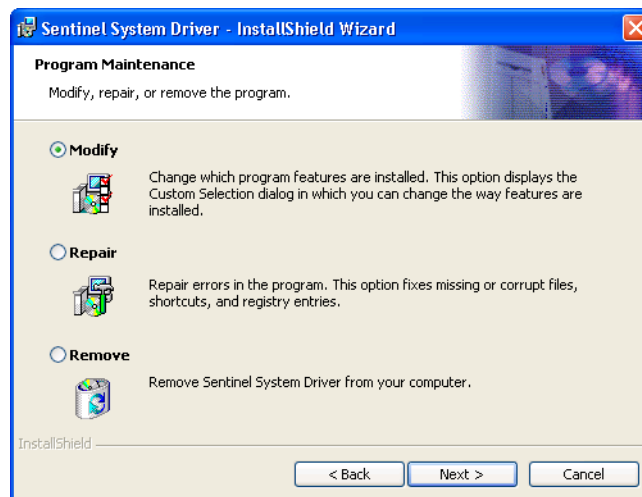 Sentinel System Driver - InstallShield Wizard
Program Maintenance
Modify, repair, or remove the program.
Modify
Change which program features are installed. This option displays the
Custom Selection dialog in which you can change the way features are
installed.
Repair
Repair errors in the program. This option fixes missing or corrupt files,
shortcuts, and registry entries.
Remove
Remove Sentinel System Driver from your computer.
InstallShield
< Back
Next >
Cancel